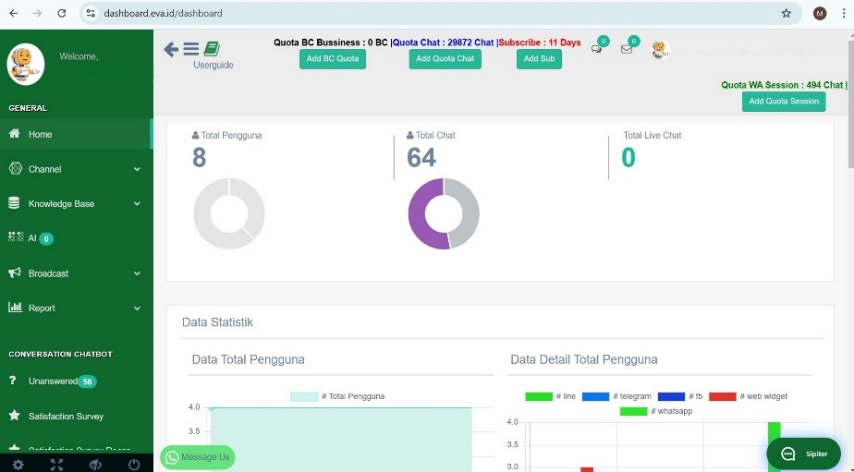 dashboard.eva.id/dashboard
M
Welcome,
Userguide
Quota BC Bussiness : 0 BC |Quota Chat : 29872 Chat |Subscribe : 11 Days
Add BC Quota
Add Quota Chat
Add Sub
0
0
Quota WA Session : 494 Chat |
Add Quota Session
GENERAL
Home
Channel
Knowledge Base
AI 0
Broadcast
Report
CONVERSATION CHATBOT
? Unanswered 56
Satisfaction Survey
Total Pengguna
8
Total Chat
64
Total Live Chat
0
Data Statistik
Data Total Pengguna
# Total Pengguna
4.0
3.5
Data Detail Total Pengguna
# line # telegram # fb # web widget
# whatsapp
4.0
3.5
3.0
Message Us
Sipiter